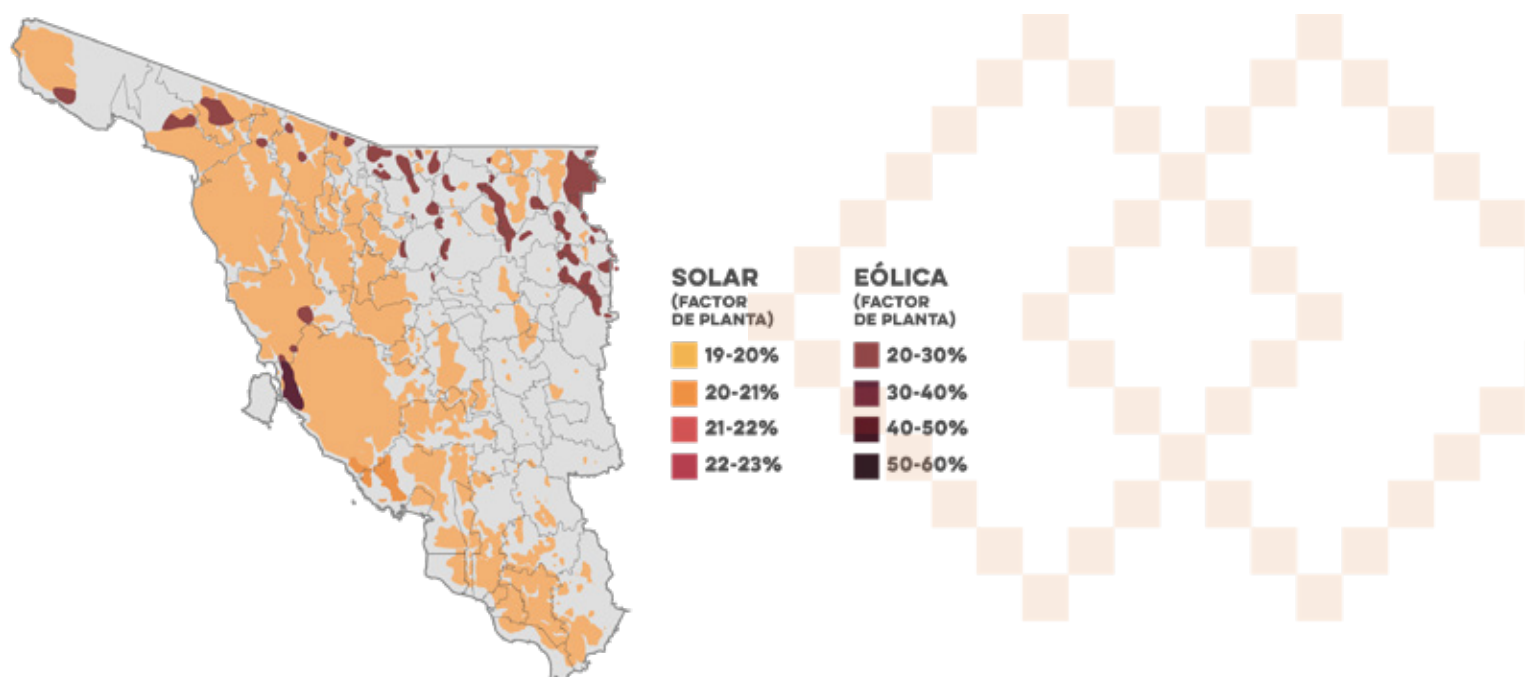 SOLAR
(FACTOR
DE PLANTA)
19-20%
20-21%
21-22%
22-23%
EÓLICA
(FACTOR
DE PLANTA)
20-30%
30-40%
40-50%
50-60%